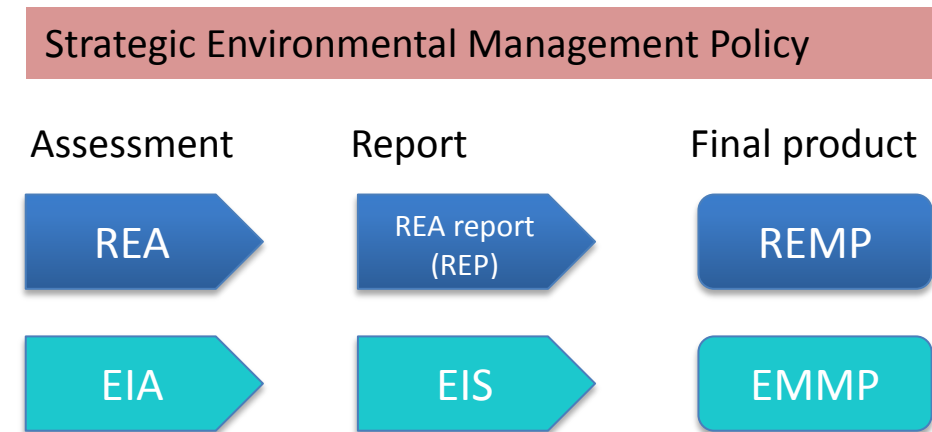 Strategic Environmental Management Policy
Assessment
Report
Final product
REA
REA report
(REP)
REMP
EIA
EIS
EMMP